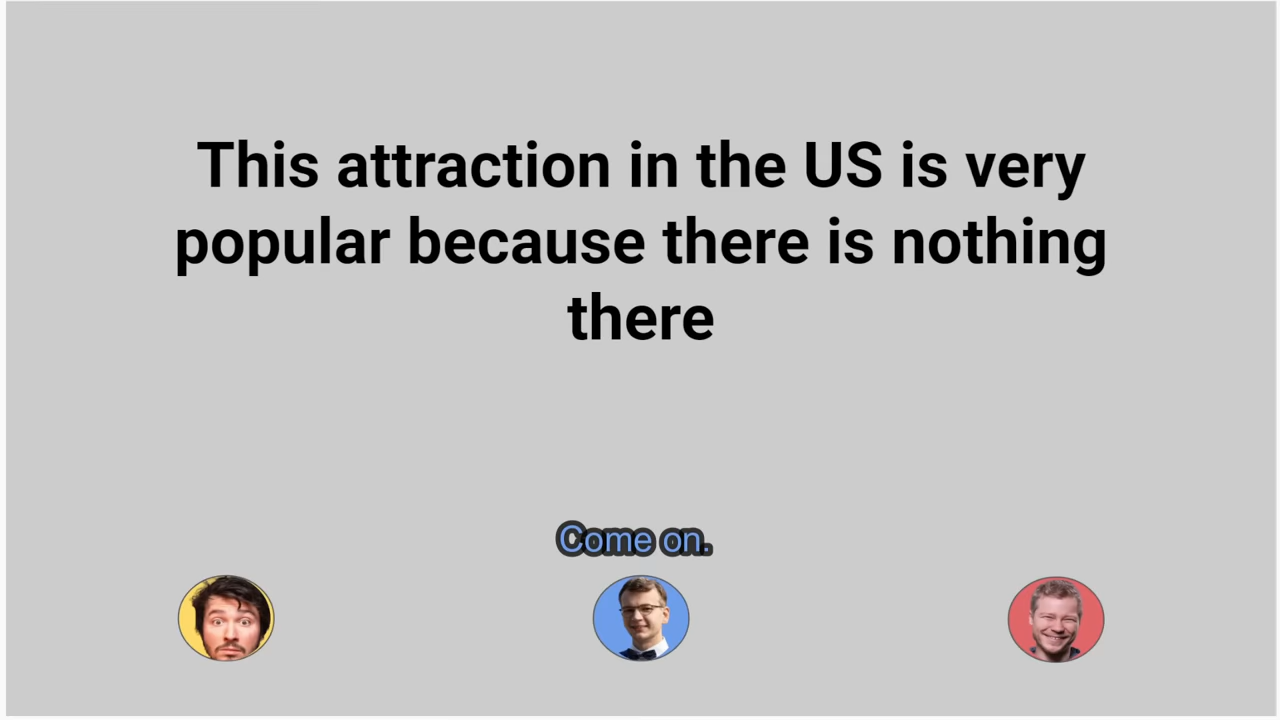 This attraction in the US is very
popular because there is nothing
there
Come on.